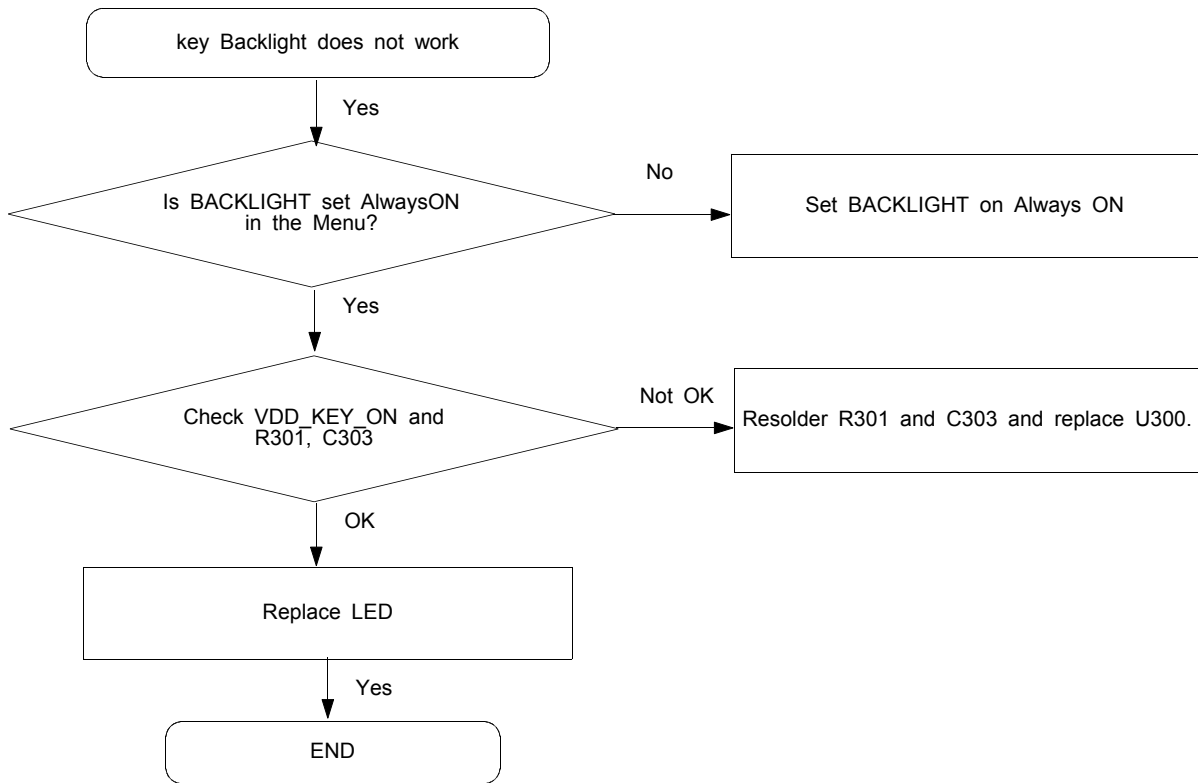 key Backlight does not work
Yes
Is BACKLIGHT set AlwaysON
in the Menu?
No
Set BACKLIGHT on Always ON
Yes
Check VDD_KEY_ON and
R301, C303
Not OK
Resolder R301 and C303 and replace U300.
OK
Replace LED
Yes
END